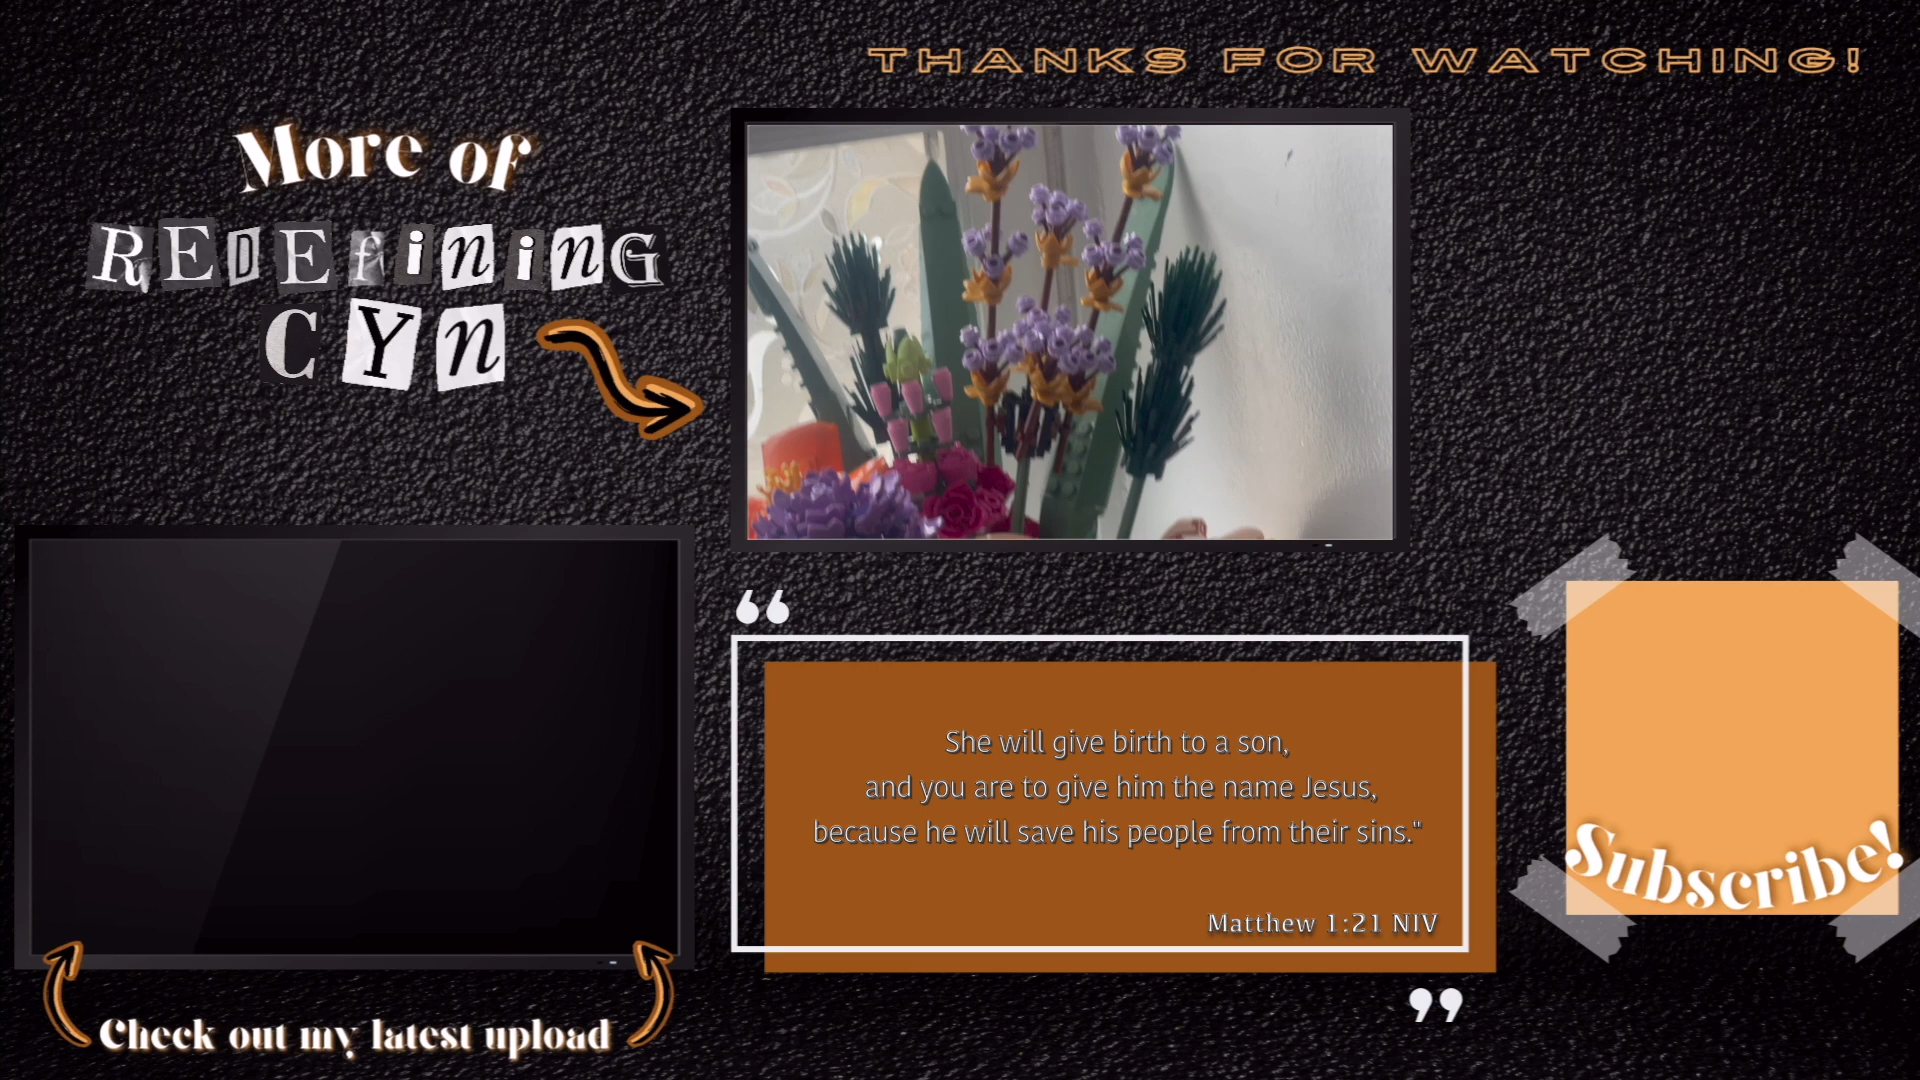 THANKS FOR WATCHING!
More of
REDEfininG
CYn
She will give birth to a son,
and you are to give him the name Jesus,
because he will save his people from their sins."
Matthew 1:21 NIV
Subscribe!
Check out my latest upload